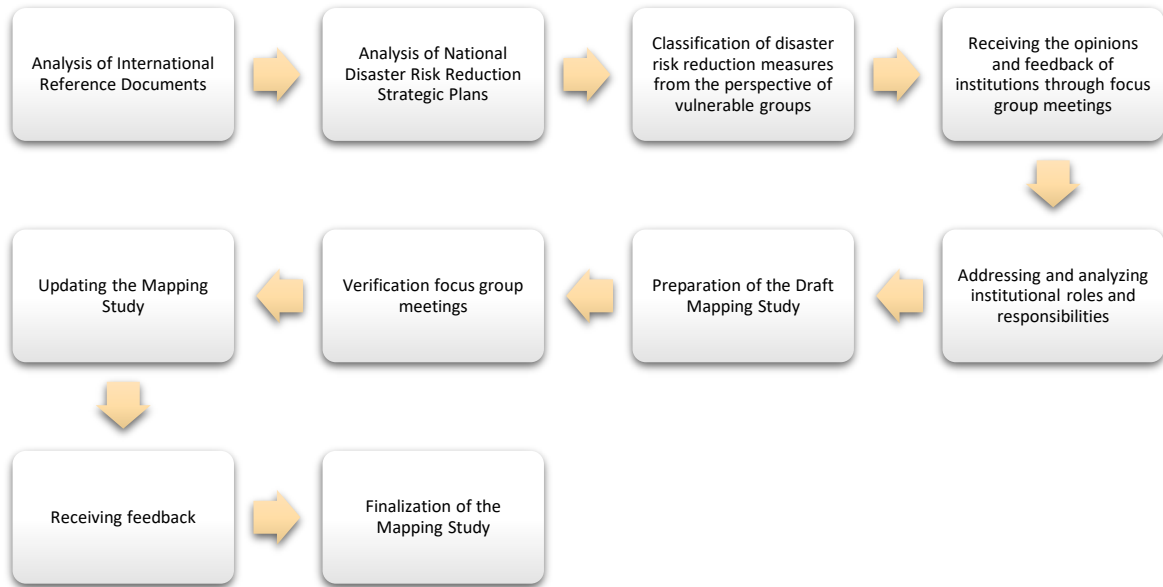 Analysis of International
Reference Documents
Analysis of National
Disaster Risk Reduction
Strategic Plans
Classification of disaster
risk reduction measures
from the perspective of
vulnerable groups
Receiving the opinions
and feedback of
institutions through focus
group meetings
Addressing and analyzing
institutional roles and
responsibilities
Preparation of the Draft
Mapping Study
Verification focus group
meetings
Updating the Mapping
Study
Receiving feedback
Finalization of the
Mapping Study